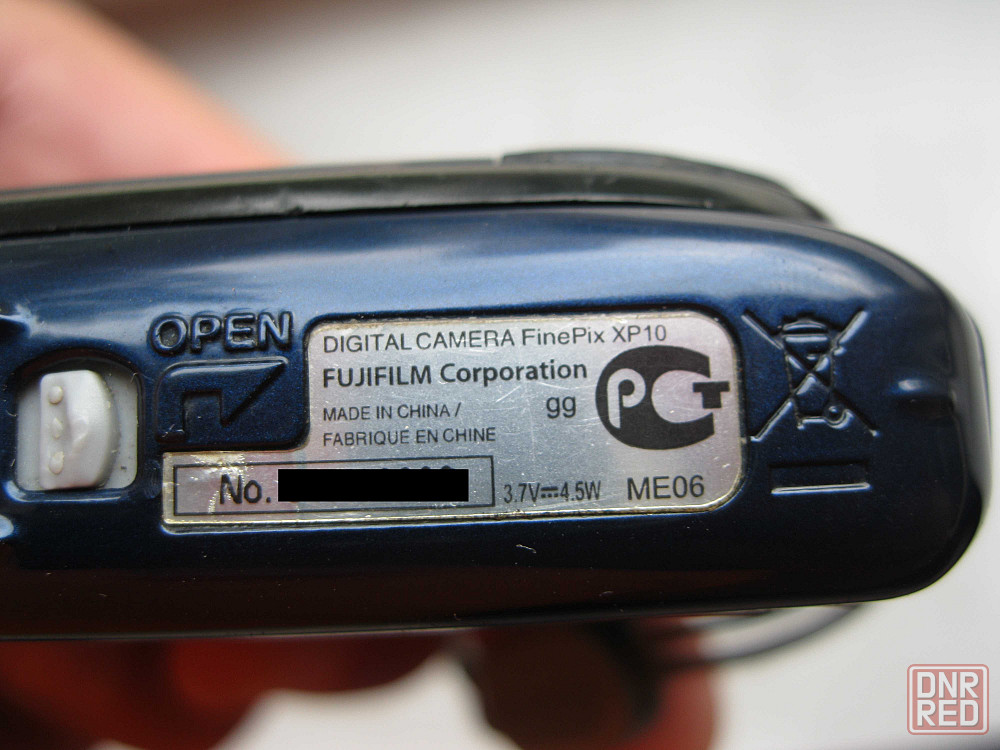 OPEN
DIGITAL CAMERA FinePix XP10
FUJIFILM Corporation
MADE IN CHINA /
FABRIQUE EN CHINE
gg
PCT
No.
3.7V⎓4.5W
ME06
DNR
RED